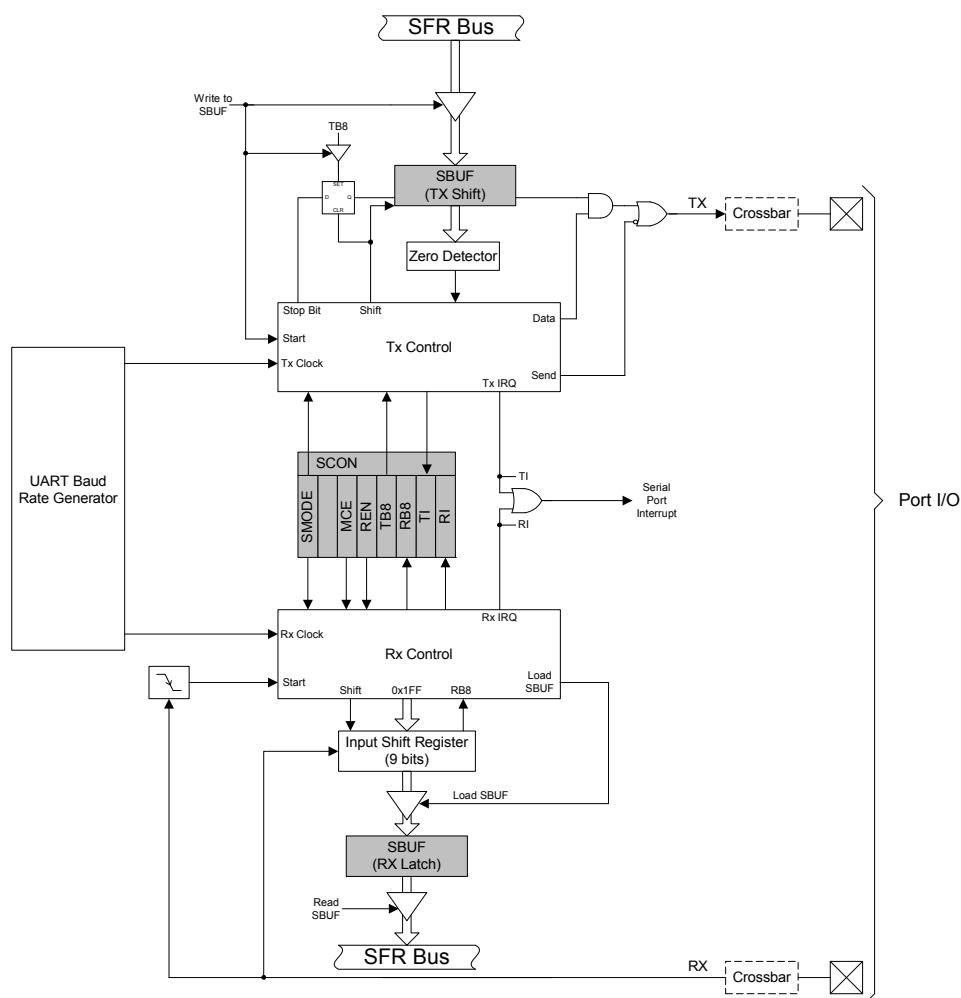 SFR Bus
Write to
SBUF
TB8
SET
D
Q
CLR
SBUF
(TX Shift)
TX
Crossbar
Zero Detector
Stop Bit
Shift
Data
Start
Tx Control
Tx Clock
Send
Tx IRQ
UART Baud
Rate Generator
SCON
SMODE
MCE
REN
TB8
RB8
TI
RI
TI
RI
Serial
Port
Interrupt
Port I/O
Rx IRQ
Rx Clock
Rx Control
Start
Load
SBUF
Shift
0x1FF
RB8
Input Shift Register
(9 bits)
Load SBUF
SBUF
(RX Latch)
Read
SBUF
SFR Bus
RX
Crossbar